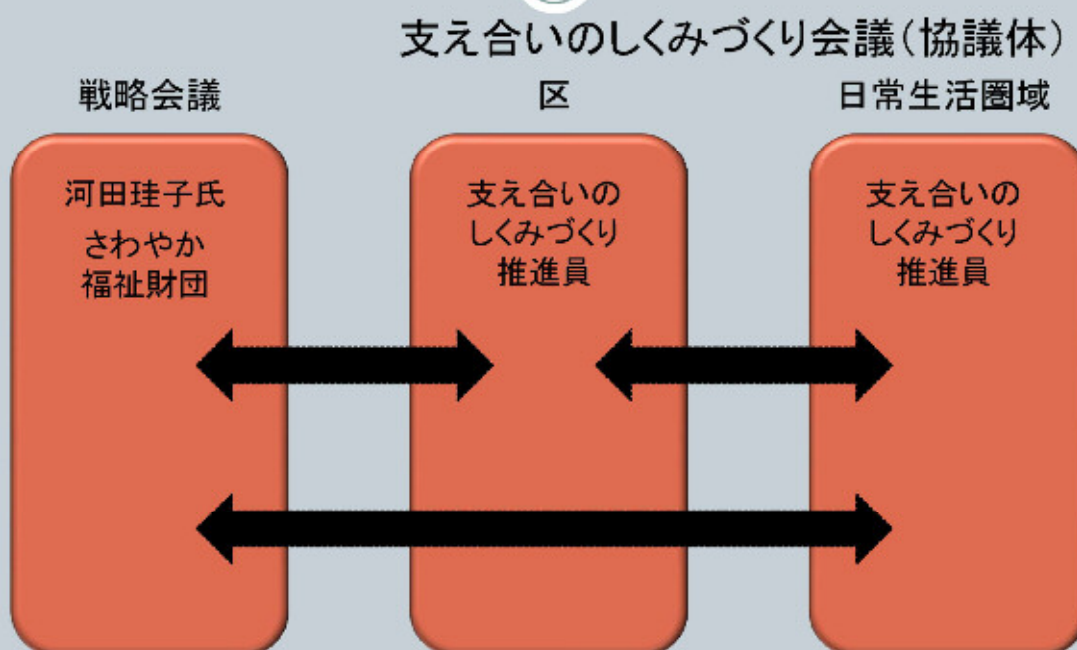 支え合いのしくみづくり会議(協議体)
戦略会議
区
日常生活圏域
河田珪子氏
さわやか
福祉財団
支え合いの
しくみづくり
推進員
支え合いの
しくみづくり
推進員